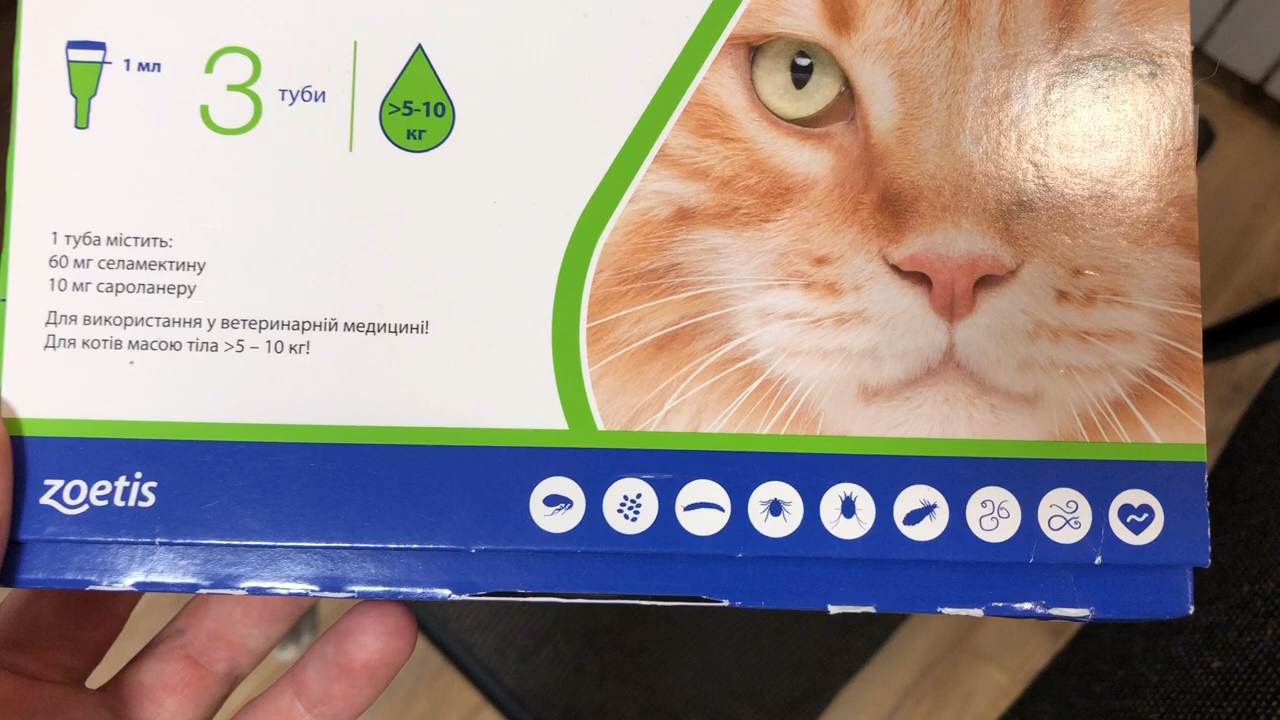 1 мл
3 туби
>5-10
кг
1 туба містить:
60 мг селамектину
10 мг сароланеру
Для використання у ветеринарній медицині!
Для котів масою тіла >5 – 10 кг!
zoetis